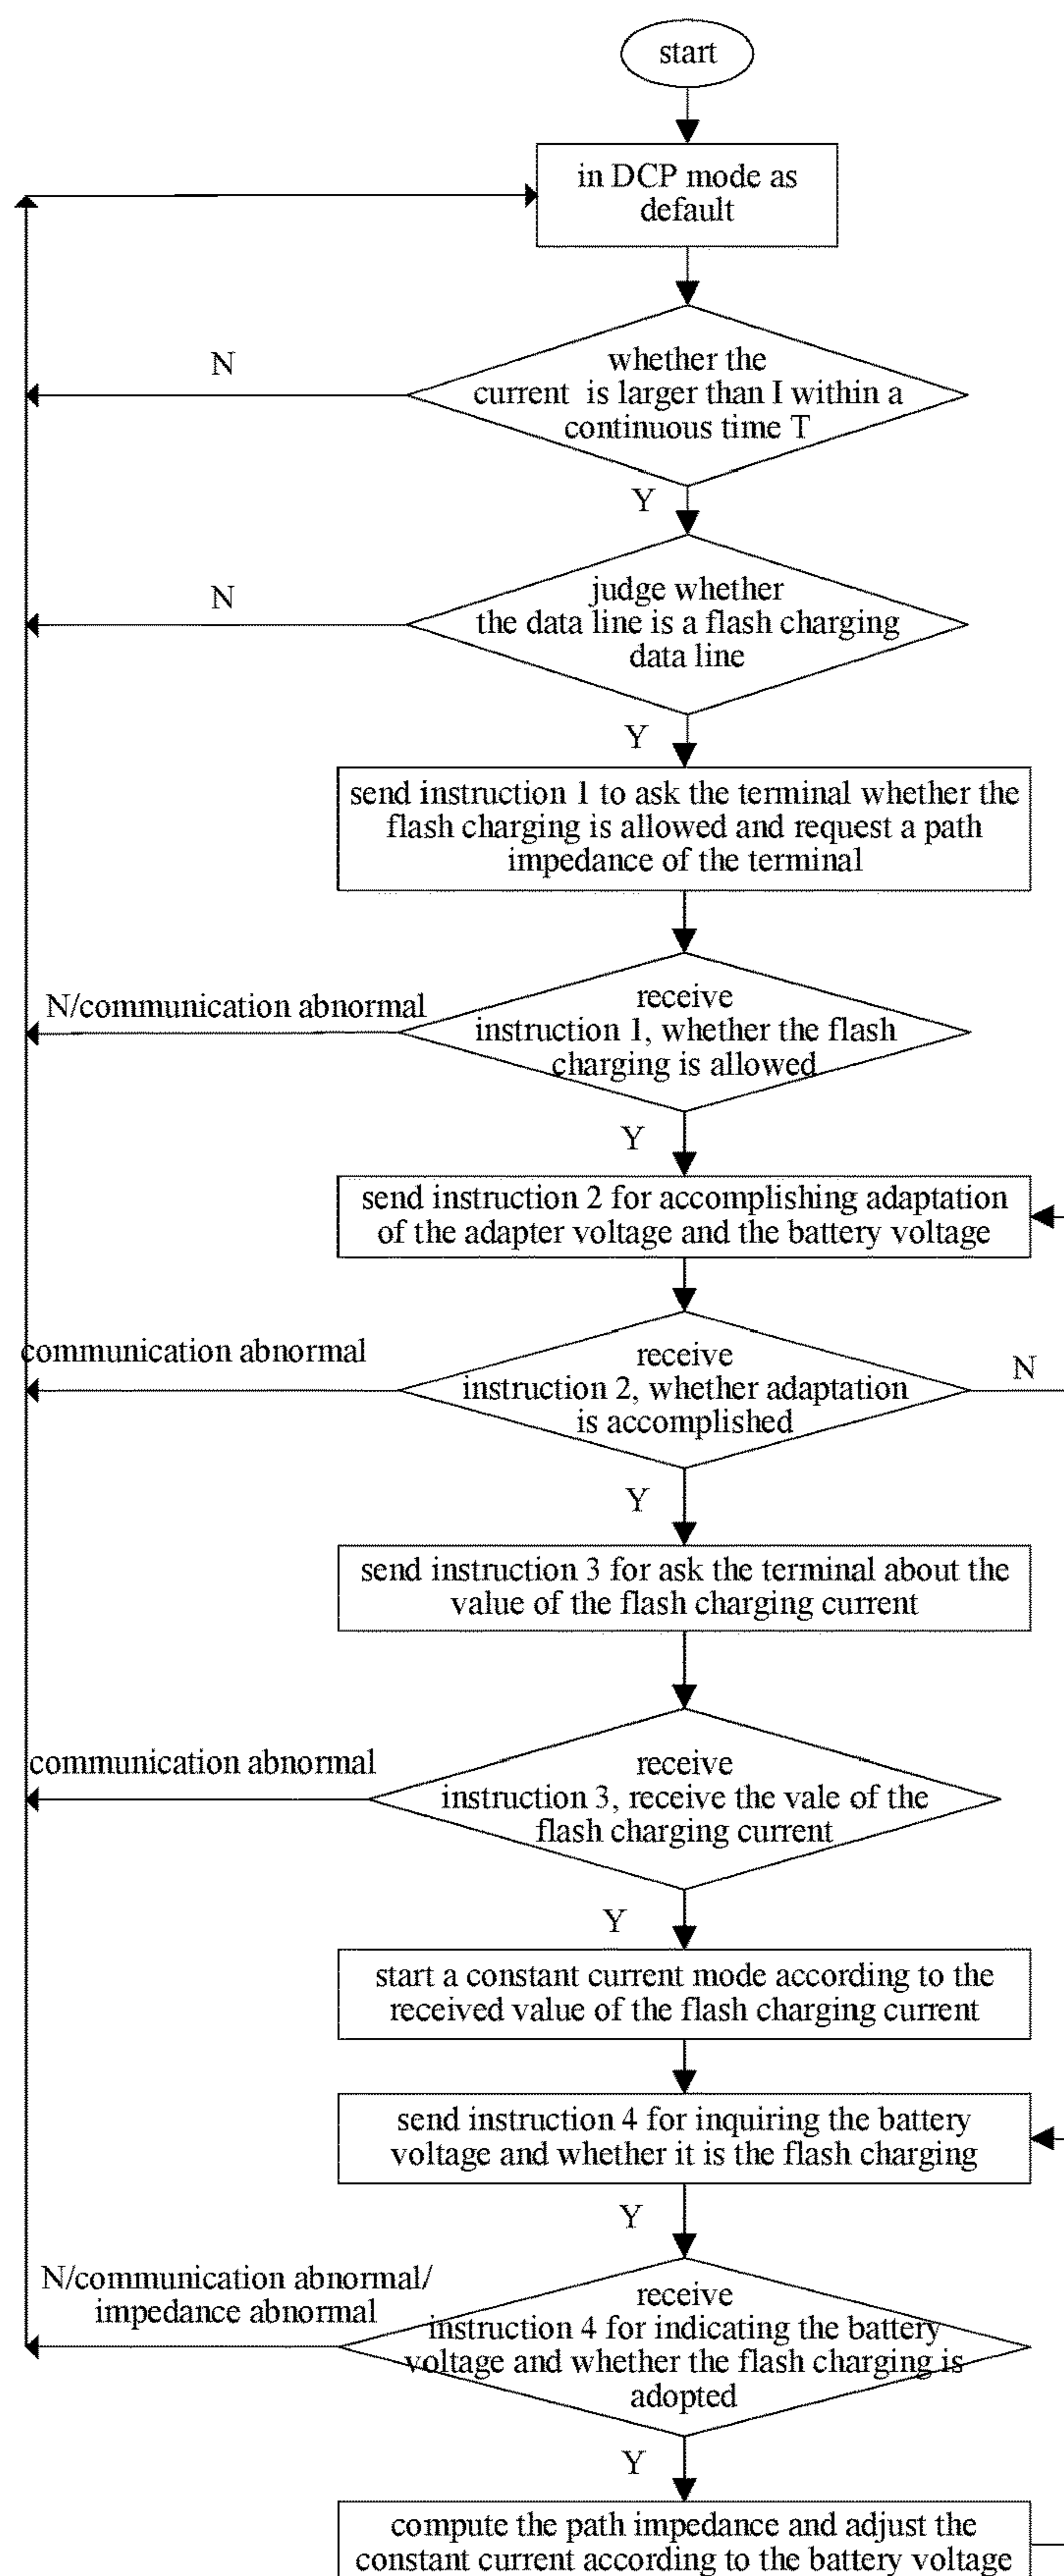 start
in DCP mode as
default
N
whether the
current is larger than I within a
continuous time T
Y
N
judge whether
the data line is a flash charging
data line
Y
send instruction 1 to ask the terminal whether the
flash charging is allowed and request a path
impedance of the terminal
N/communication abnormal
receive
instruction 1, whether the flash
charging is allowed
Y
send instruction 2 for accomplishing adaptation
of the adapter voltage and the battery voltage
communication abnormal
receive
instruction 2, whether adaptation
is accomplished
N
Y
send instruction 3 for ask the terminal about the
value of the flash charging current
communication abnormal
receive
instruction 3, receive the vale of the
flash charging current
Y
start a constant current mode according to the
received value of the flash charging current
send instruction 4 for inquiring the battery
voltage and whether it is the flash charging
Y
N/communication abnormal/
impedance abnormal
receive
instruction 4 for indicating the battery
voltage and whether the flash charging is
adopted
Y
compute the path impedance and adjust the
constant current according to the battery voltage